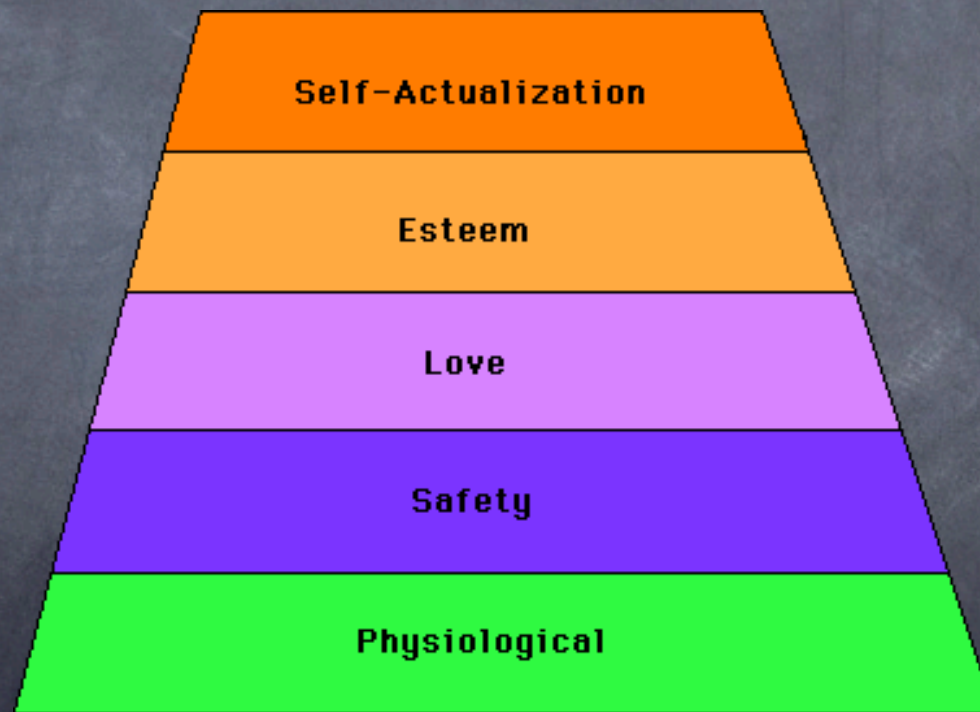 Self-Actualization
Esteem
Love
Safety
Physiological